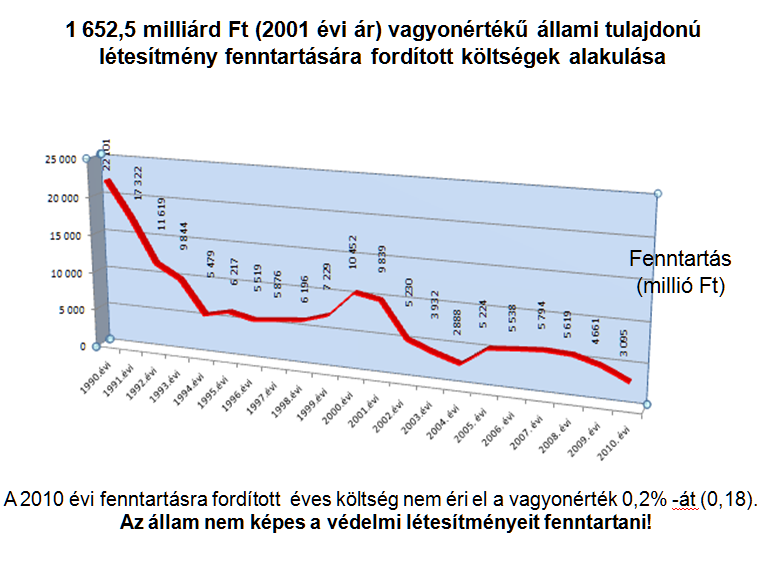 1 652,5 milliárd Ft (2001 évi ár) vagyonértékű állami tulajdonú
létesítmény fenntartására fordított költségek alakulása
25 000
20 000
15 000
10 000
5 000
0
22 101
17 322
11 619
9 844
5 479
6 217
5 519
5 876
6 196
7 229
10 452
9 839
5 230
3 932
2888
5 224
5 538
5 794
5 619
4 661
3 095
Fenntartás
(millió Ft)
1990.évi
1991.évi
1992.évi
1993.évi
1994.évi
1995.évi
1996.évi
1997.évi
1998.évi
1999.évi
2000.évi
2001.évi
2002.évi
2003.évi
2004. évi
2005. évi
2006. évi
2007. évi
2008. évi
2009. évi
2010. évi
A 2010 évi fenntartásra fordított éves költség nem éri el a vagyonérték 0,2% -át (0,18).
Az állam nem képes a védelmi létesítményeit fenntartani!